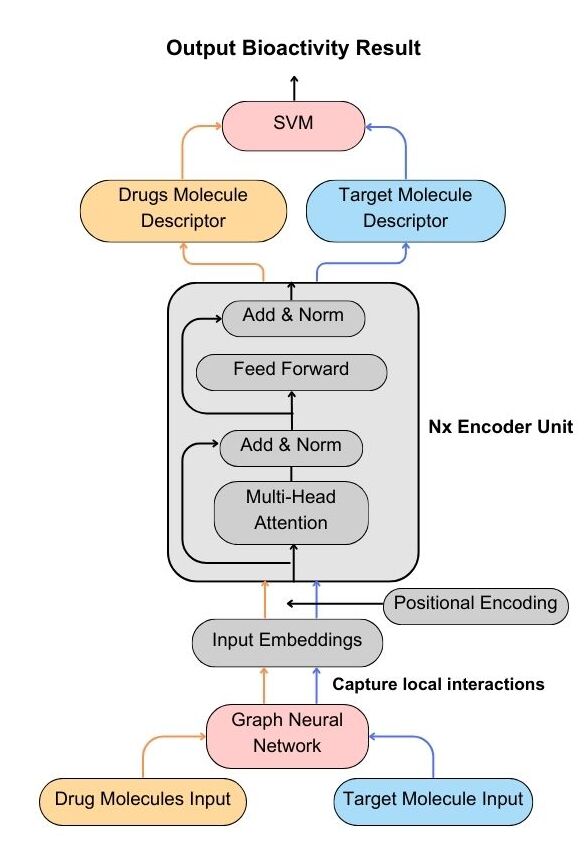 Output Bioactivity Result
SVM
Drugs Molecule
Descriptor
Target Molecule
Descriptor
Add & Norm
Feed Forward
Nx Encoder Unit
Add & Norm
Multi-Head
Attention
Positional Encoding
Input Embeddings
Capture local interactions
Graph Neural
Network
Drug Molecules Input
Target Molecule Input